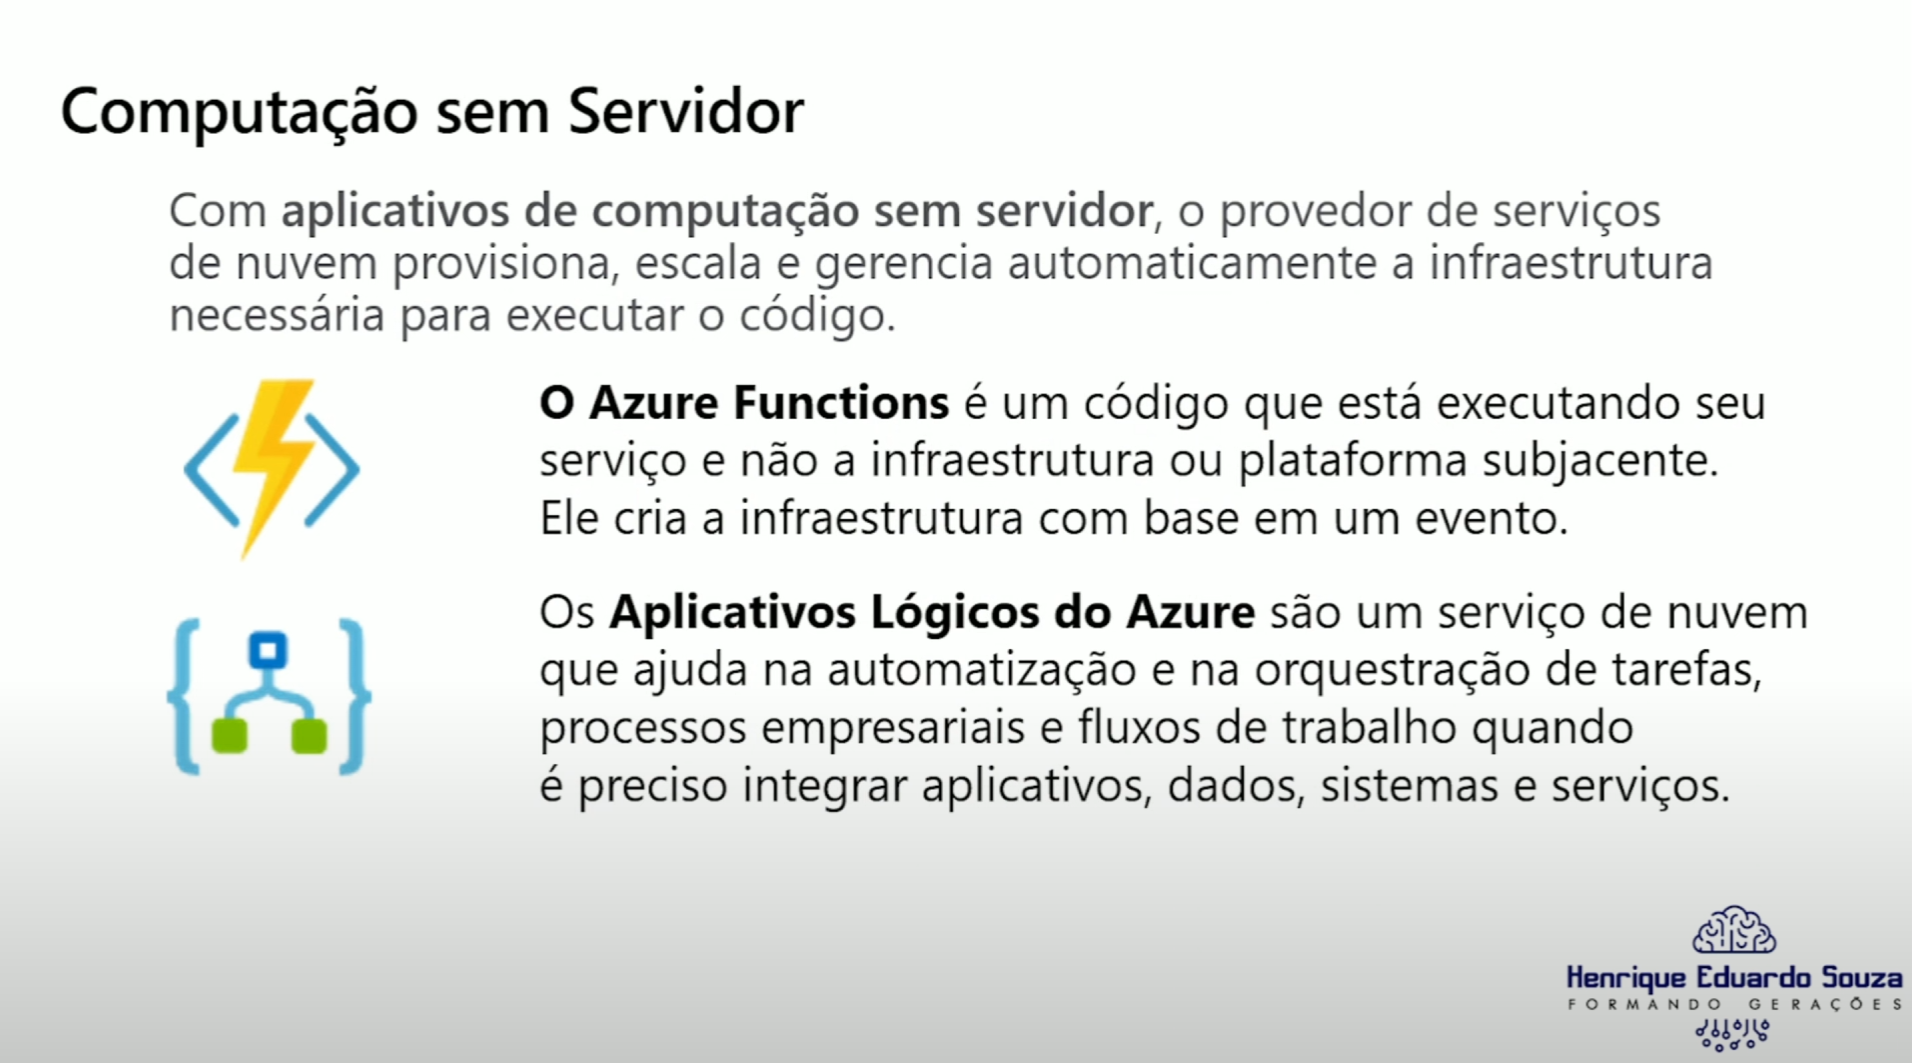 Computação sem Servidor
Com aplicativos de computação sem servidor, o provedor de serviços
de nuvem provisiona, escala e gerencia automaticamente a infraestrutura
necessária para executar o código.
O Azure Functions é um código que está executando seu
serviço e não a infraestrutura ou plataforma subjacente.
Ele cria a infraestrutura com base em um evento.
Os Aplicativos Lógicos do Azure são um serviço de nuvem
que ajuda na automatização e na orquestração de tarefas,
processos empresariais e fluxos de trabalho quando
é preciso integrar aplicativos, dados, sistemas e serviços.
Henrique Eduardo Souza
FORMANDO GERAÇÕES